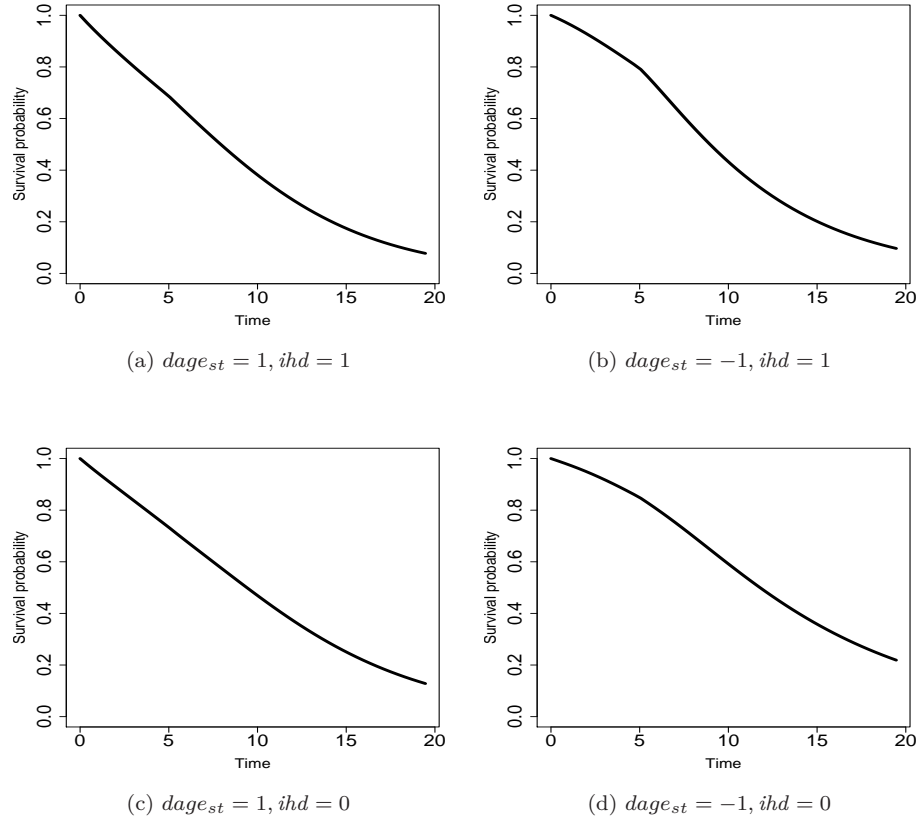 Survival probability
0.0 0.2 0.4 0.6 0.8 1.0
0 5 10 15 20
Time
(a) dage_st = 1, ihd = 1
Survival probability
0.0 0.2 0.4 0.6 0.8 1.0
0 5 10 15 20
Time
(b) dage_st = −1, ihd = 1
Survival probability
0.0 0.2 0.4 0.6 0.8 1.0
0 5 10 15 20
Time
(c) dage_st = 1, ihd = 0
Survival probability
0.0 0.2 0.4 0.6 0.8 1.0
0 5 10 15 20
Time
(d) dage_st = −1, ihd = 0